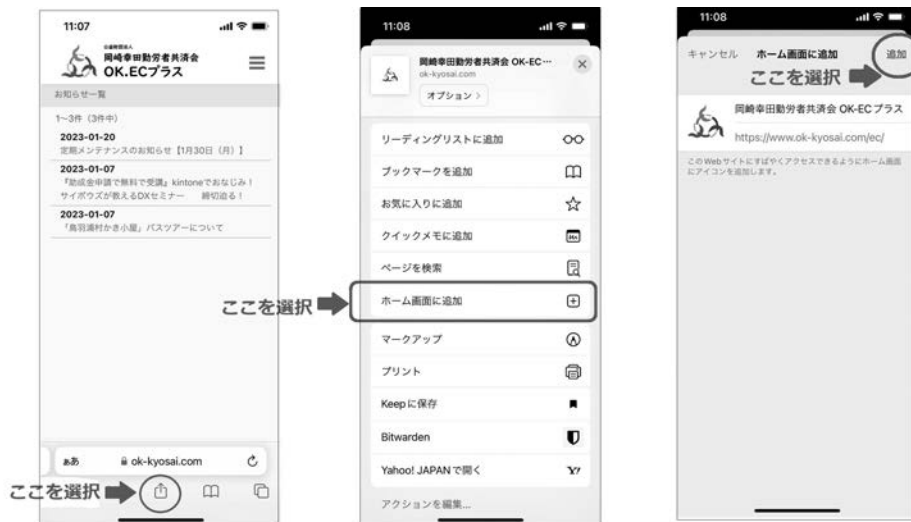 11:07
公益財団法人
岡崎幸田勤労者共済会
OK.ECプラス
お知らせ一覧
1～3件（3件中）
2023-01-20
定期メンテナンスのお知らせ【1月30日（月）】
2023-01-07
『助成金申請で無料で受講』kintoneでおなじみ！
サイボウズが教えるDXセミナー　締切迫る！
2023-01-07
「鳥羽浦村かき小屋」バスツアーについて
ぁあ
ok-kyosai.com
ここを選択
11:08
岡崎幸田勤労者共済会 OK-EC…
ok-kyosai.com
オプション
リーディングリストに追加
ブックマークを追加
お気に入りに追加
クイックメモに追加
ページを検索
ここを選択
ホーム画面に追加
マークアップ
プリント
Keepに保存
Bitwarden
Yahoo! JAPANで開く
アクションを編集...
11:08
キャンセル
ホーム画面に追加
追加
ここを選択
岡崎幸田勤労者共済会 OK-ECプラス
https://www.ok-kyosai.com/ec/
このWebサイトにすばやくアクセスできるようにホーム画面
にアイコンを追加します。